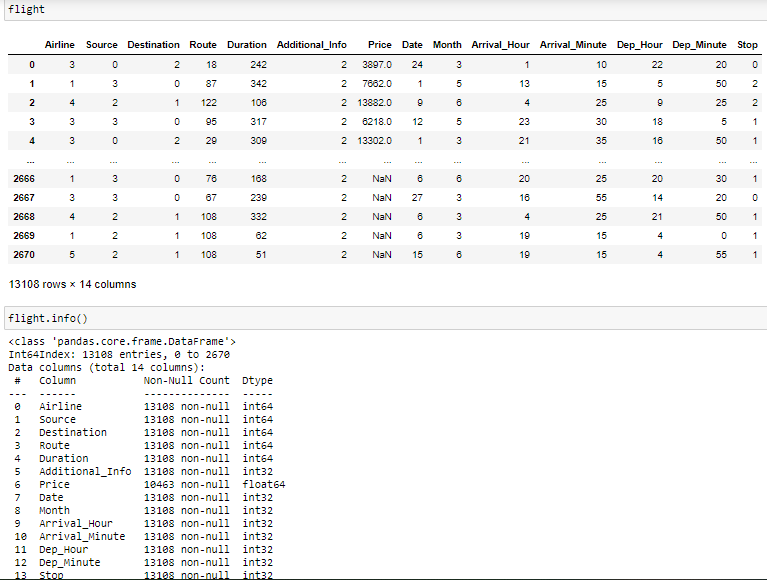 flight
Airline Source Destination Route Duration Additional_Info Price Date Month Arrival_Hour Arrival_Minute Dep_Hour Dep_Minute Stop
0 3 0 2 18 242 2 3897.0 24 3 1 10 22 20 0
1 1 3 0 87 342 2 7662.0 1 5 13 15 5 50 2
2 4 2 1 122 106 2 13882.0 9 6 4 25 9 25 2
3 3 3 0 95 317 2 6218.0 12 5 23 30 18 5 1
4 3 0 2 29 309 2 13302.0 1 3 21 35 16 50 1
... ... ... ... ... ... ... ... ... ... ... ... ... ... ...
2666 1 3 0 76 168 2 NaN 6 6 20 25 20 30 1
2667 3 3 0 67 239 2 NaN 27 3 16 55 14 20 0
2668 4 2 1 108 332 2 NaN 6 3 4 25 21 50 1
2669 1 2 1 108 62 2 NaN 6 3 19 15 4 0 1
2670 5 2 1 108 51 2 NaN 15 6 19 15 4 55 1
13108 rows × 14 columns
flight.info()
<class 'pandas.core.frame.DataFrame'>
Int64Index: 13108 entries, 0 to 2670
Data columns (total 14 columns):
# Column Non-Null Count Dtype
--- ------ -------------- -----
0 Airline 13108 non-null int64
1 Source 13108 non-null int64
2 Destination 13108 non-null int64
3 Route 13108 non-null int64
4 Duration 13108 non-null int64
5 Additional_Info 13108 non-null int32
6 Price 10463 non-null float64
7 Date 13108 non-null int32
8 Month 13108 non-null int32
9 Arrival_Hour 13108 non-null int32
10 Arrival_Minute 13108 non-null int32
11 Dep_Hour 13108 non-null int32
12 Dep_Minute 13108 non-null int32
13 Stop 13108 non-null int32